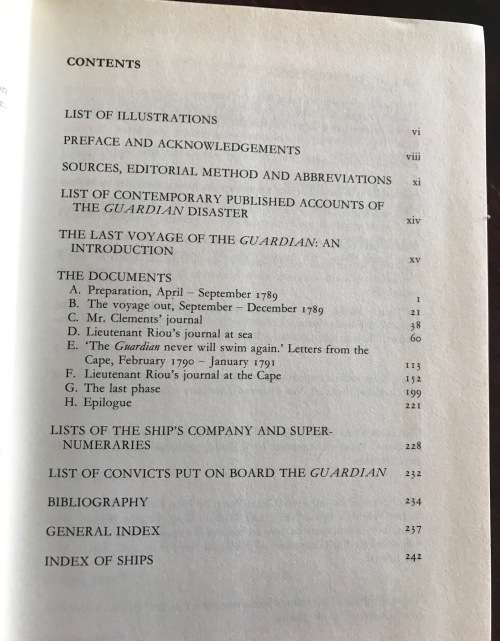 CONTENTS
LIST OF ILLUSTRATIONS vi
PREFACE AND ACKNOWLEDGEMENTS viii
SOURCES, EDITORIAL METHOD AND ABBREVIATIONS xi
LIST OF CONTEMPORARY PUBLISHED ACCOUNTS OF
THE GUARDIAN DISASTER xiv
THE LAST VOYAGE OF THE GUARDIAN: AN
INTRODUCTION xv
THE DOCUMENTS
A. Preparation, April – September 1789 1
B. The voyage out, September – December 1789 21
C. Mr. Clements' journal 38
D. Lieutenant Riou's journal at sea 60
E. 'The Guardian never will swim again.' Letters from the
Cape, February 1790 – January 1791 113
F. Lieutenant Riou's journal at the Cape 152
G. The last phase 199
H. Epilogue 221
LISTS OF THE SHIP'S COMPANY AND SUPER-
NUMERARIES 228
LIST OF CONVICTS PUT ON BOARD THE GUARDIAN 232
BIBLIOGRAPHY 234
GENERAL INDEX 237
INDEX OF SHIPS 242